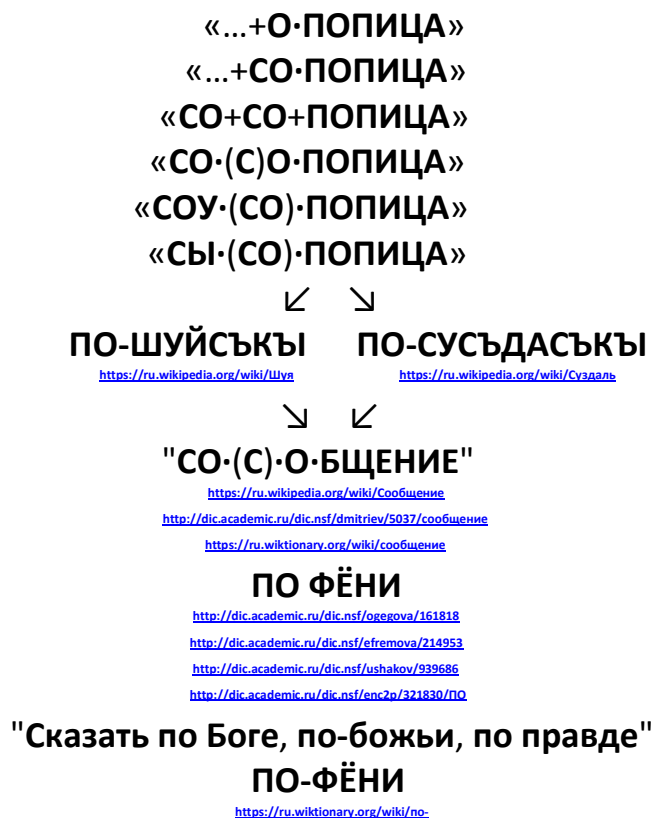 «...+О·ПОПИЦА»
«...+СО·ПОПИЦА»
«СО+СО+ПОПИЦА»
«СО·(С)О·ПОПИЦА»
«СОУ·(СО)·ПОПИЦА»
«СЫ·(СО)·ПОПИЦА»
↙ ↘
ПО-ШУЙСЪКЪІ ПО-СУСЪДАСЪКЪІ
https://ru.wikipedia.org/wiki/Шуя https://ru.wikipedia.org/wiki/Суздаль
↘ ↙
"СО·(С)·О·БЩЕНИЕ"
https://ru.wikipedia.org/wiki/Сообщение
http://dic.academic.ru/dic.nsf/dmitriev/5037/сообщение
https://ru.wiktionary.org/wiki/сообщение
ПО ФЁНИ
http://dic.academic.ru/dic.nsf/ogegova/161818
http://dic.academic.ru/dic.nsf/efremova/214953
http://dic.academic.ru/dic.nsf/ushakov/939686
http://dic.academic.ru/dic.nsf/enc2p/321830/ПО
"Сказать по Боге, по-божьи, по правде"
ПО-ФЁНИ
https://ru.wiktionary.org/wiki/по-